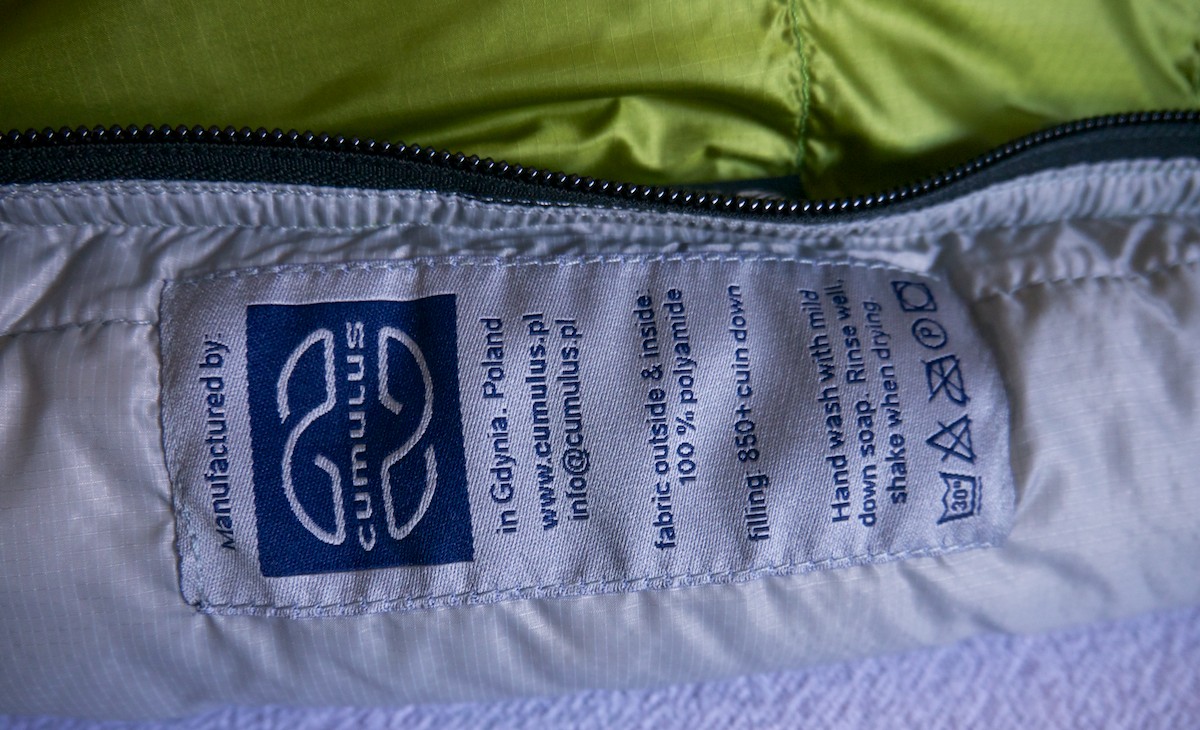 Manufactured by
cumulus
in Gdynia. Poland
www.cumulus.pl
info@cumulus.pl
fabric outside & inside:
100 % polyamide
filling: 850+ cuin down
Hand wash with mild
down soap. Rinse well,
shake when drying.
30°
P